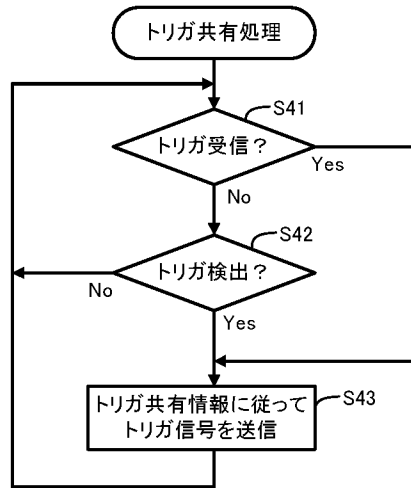 トリガ共有処理
S41
トリガ受信？
Yes
No
S42
トリガ検出？
No
Yes
トリガ共有情報に従って
トリガ信号を送信
S43